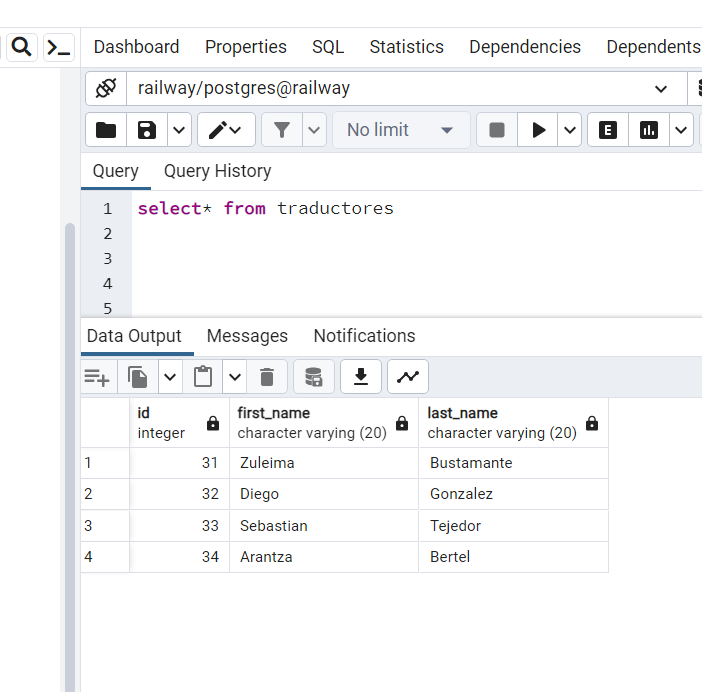 Dashboard Properties SQL Statistics Dependencies Dependents
railway/postgres@railway
No limit
E
Query Query History
1 select* from traductores
2
3
4
5
Data Output Messages Notifications
id first_name last_name
integer character varying (20) character varying (20)
1 31 Zuleima Bustamante
2 32 Diego Gonzalez
3 33 Sebastian Tejedor
4 34 Arantza Bertel